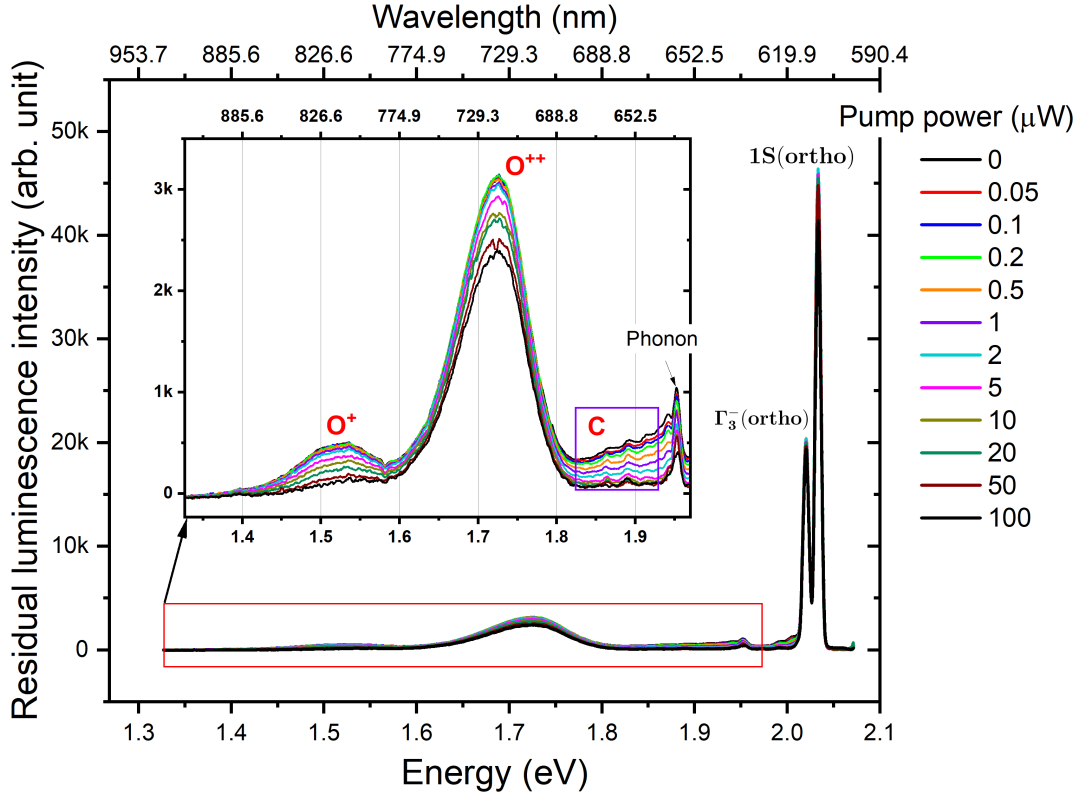 Wavelength (nm)
953.7 885.6 826.6 774.9 729.3 688.8 652.5 619.9 590.4
Residual luminescence intensity (arb. unit)
50k
40k
30k
20k
10k
0
885.6 826.6 774.9 729.3 688.8 652.5
3k
2k
1k
0
O++
O+
C
Phonon
1.4 1.5 1.6 1.7 1.8 1.9
1S(ortho)
Γ3−(ortho)
Pump power (μW)
0
0.05
0.1
0.2
0.5
1
2
5
10
20
50
100
1.3 1.4 1.5 1.6 1.7 1.8 1.9 2.0 2.1
Energy (eV)